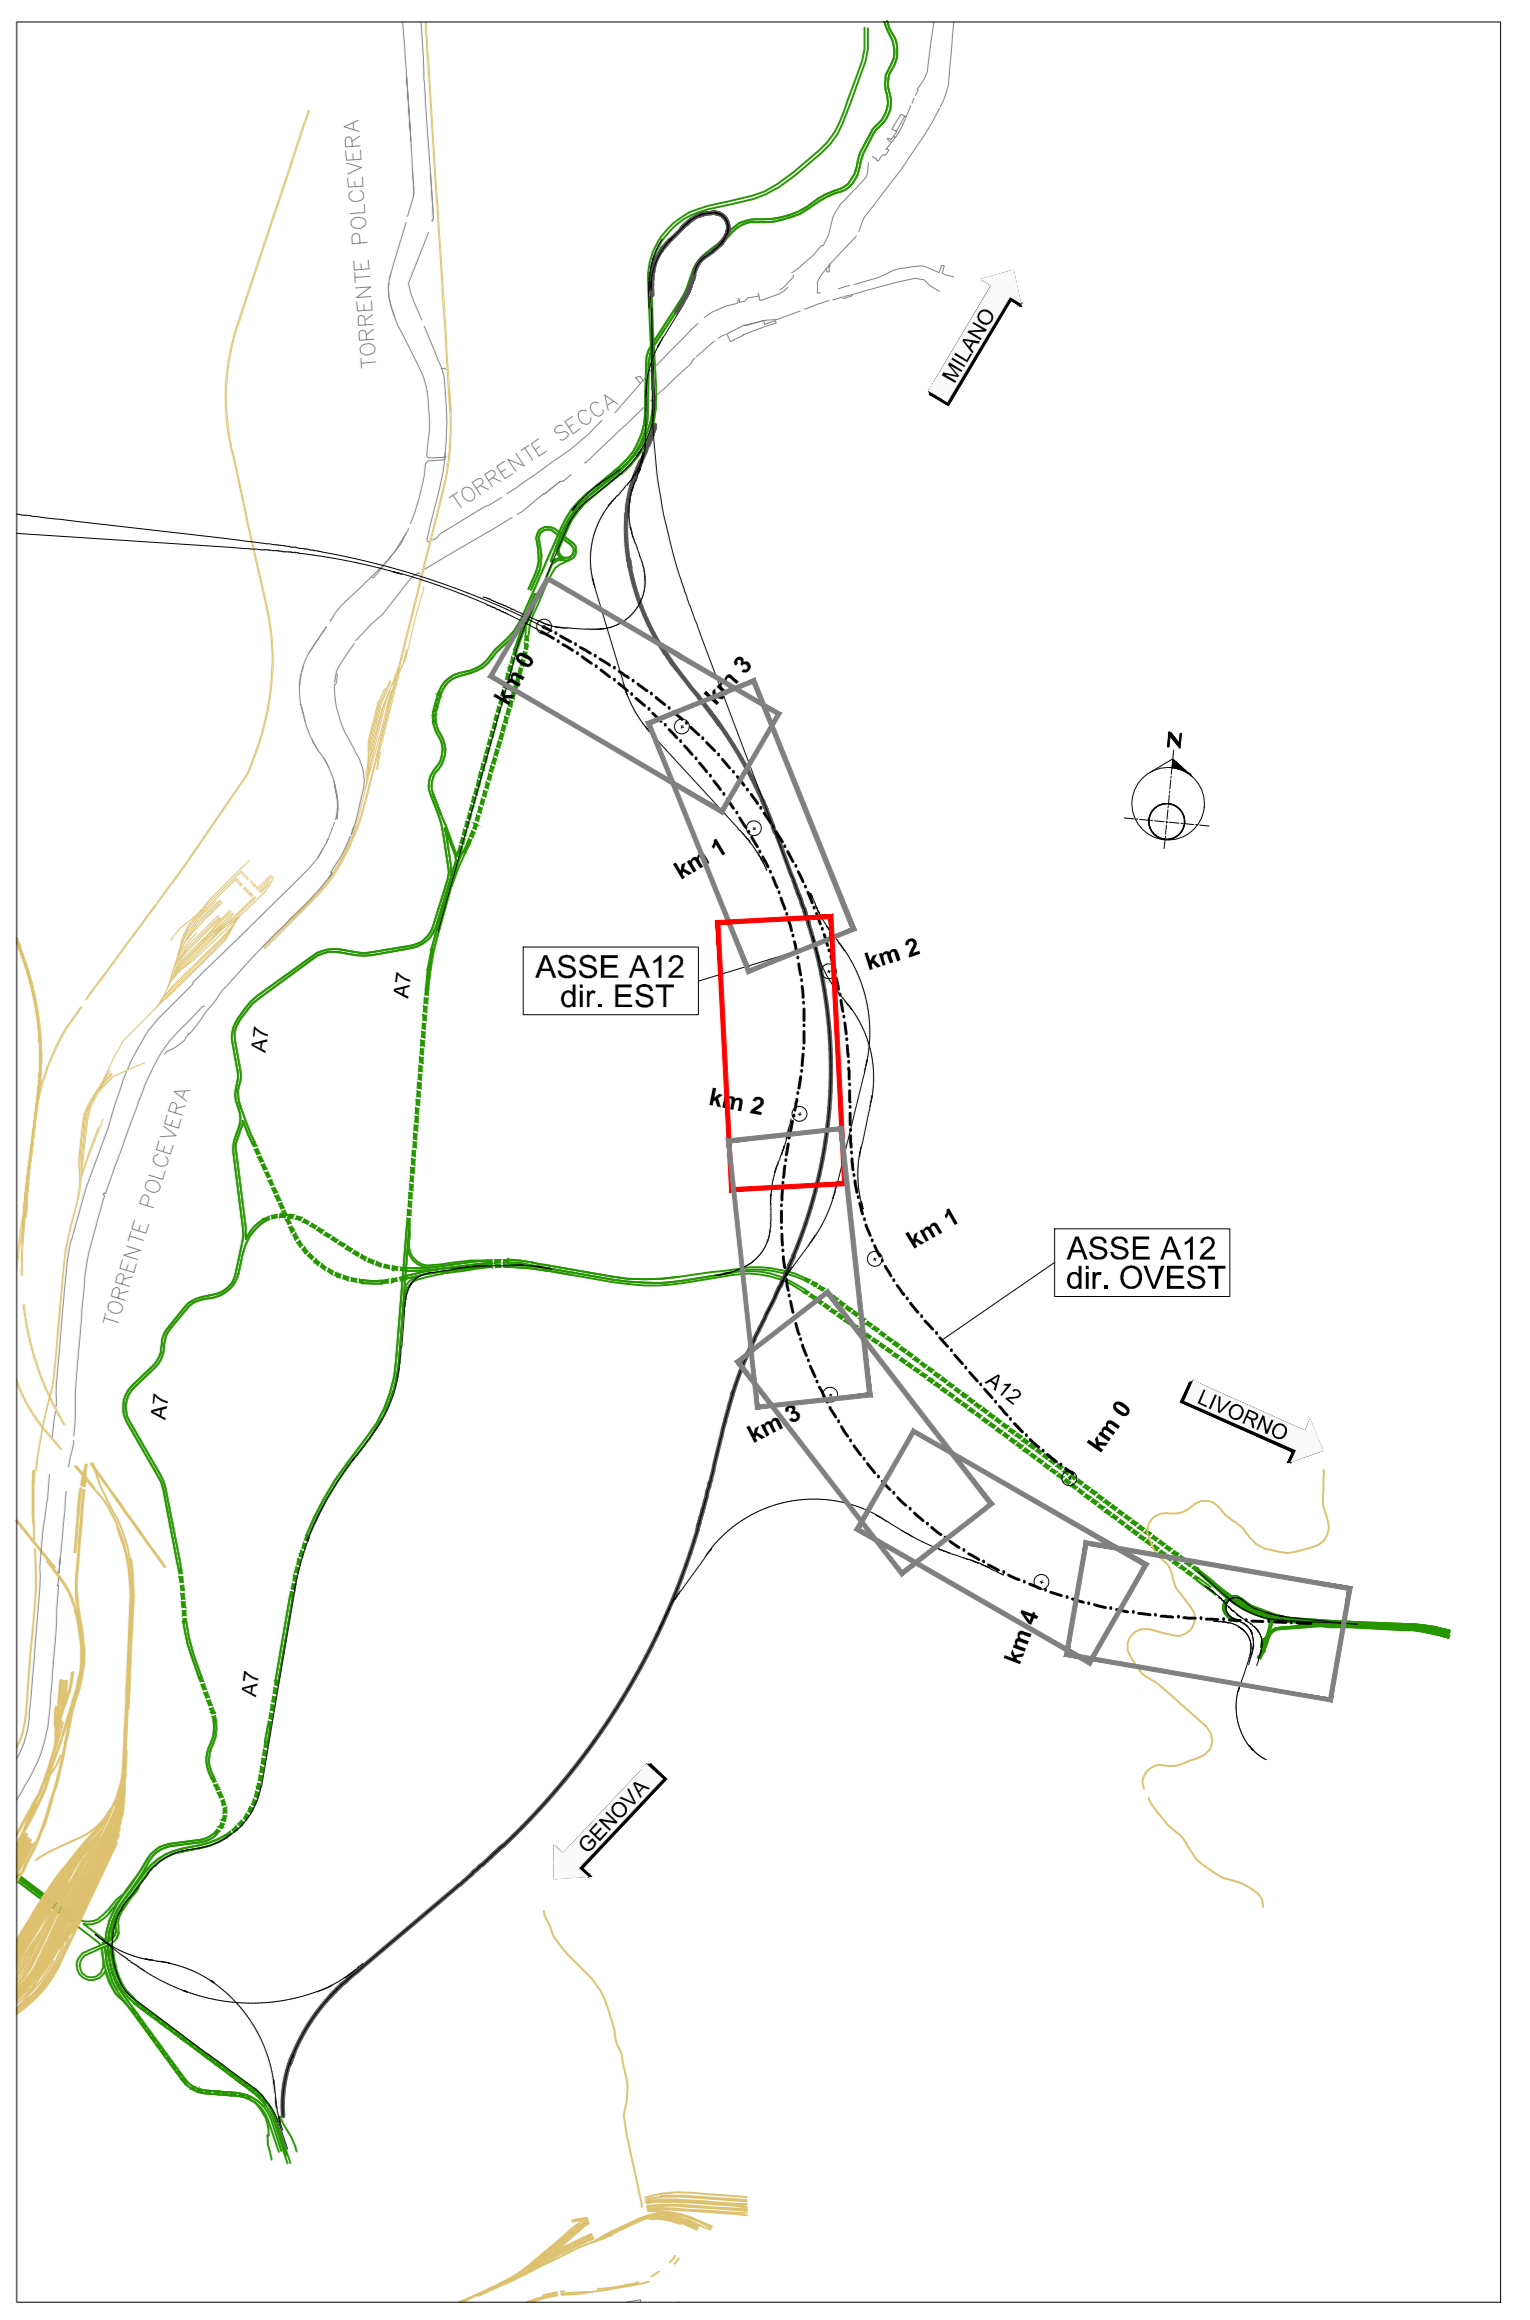 TORRENTE POLCEVERA
MILANO
TORRENTE SECCA
km 0
km 3
N
km 1
km 2
ASSE A12
dir. EST
A7
A7
km 2
TORRENTE POLCEVERA
km 1
ASSE A12
dir. OVEST
A12
A7
km 3
km 0
LIVORNO
km 4
A7
GENOVA